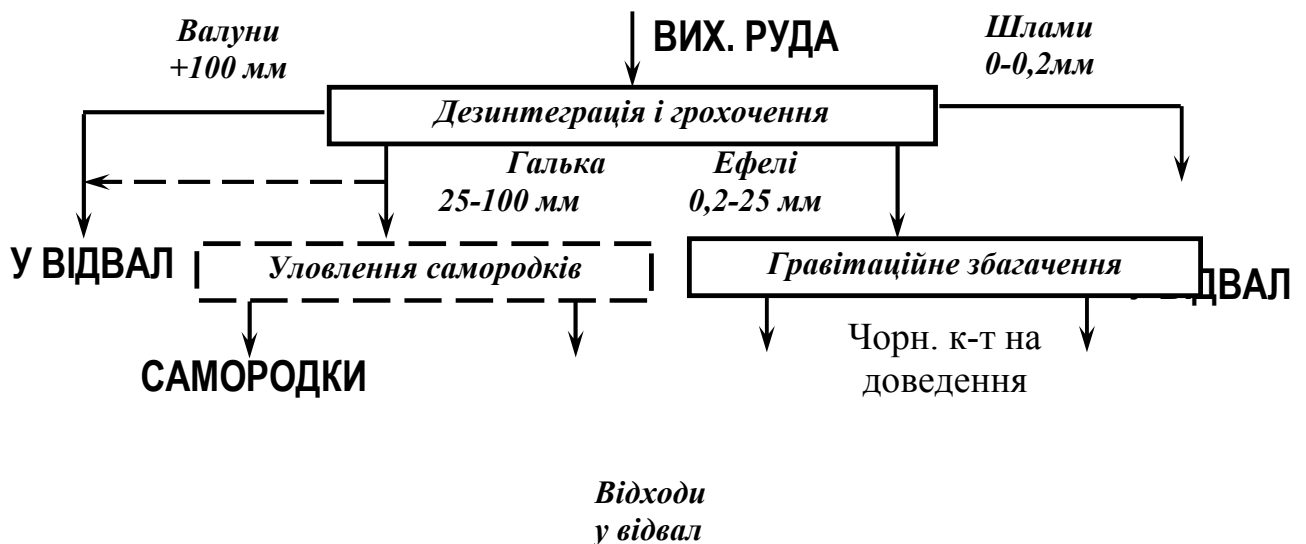 Валуни
+100 мм
ВИХ. РУДА
Шлами
0-0,2мм
Дезинтеграція і грохочення
Галька
25-100 мм
Ефелі
0,2-25 мм
У ВІДВАЛ
Уловлення самородків
Гравітаційне збагачення
ВІДВАЛ
САМОРОДКИ
Чорн. к-т на
доведення
Відходи
у відвал